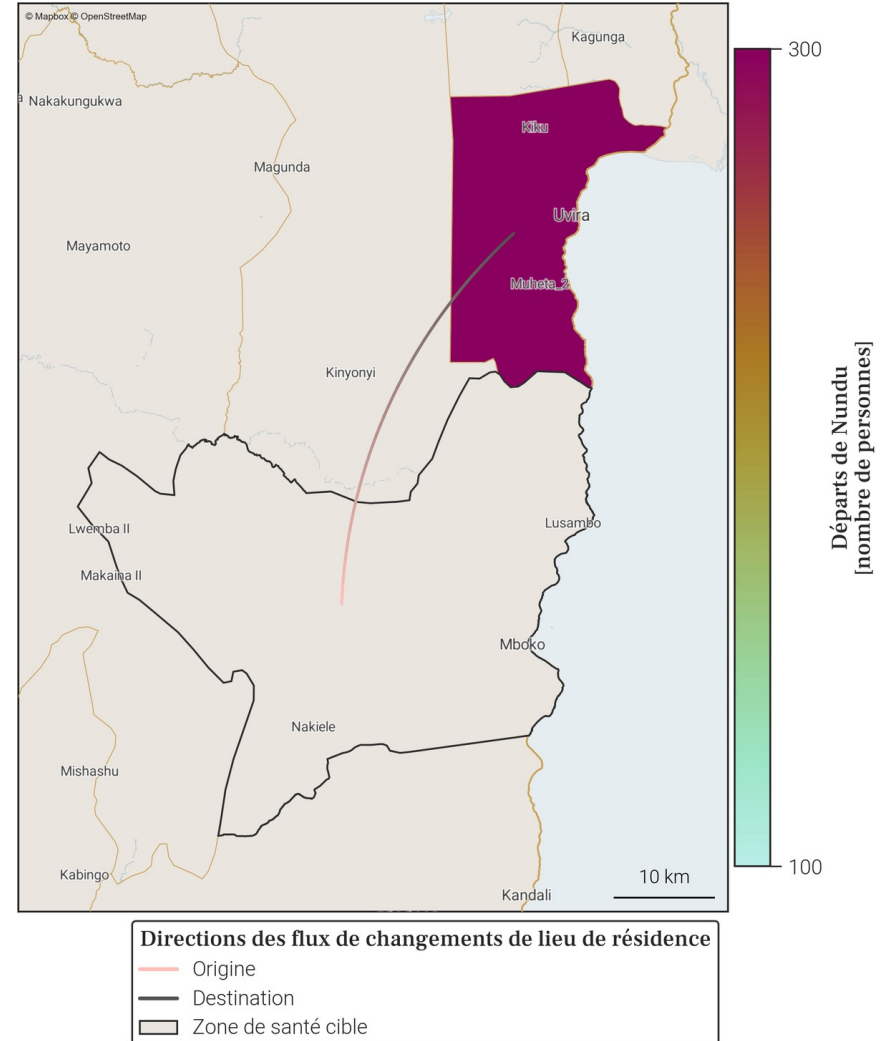 © Mapbox © OpenStreetMap
Kagunga
Nakakungukwa
Kiku
Magunda
Uvira
Mayamoto
Muheta_2
Kinyonyi
Lwemba II
Lusambo
Makaina II
Mboko
Nakiele
Mishashu
Kabingo
10 km
Kandali
300
100
Départs de Nundu
[nombre de personnes]
Directions des flux de changements de lieu de résidence
Origine
Destination
Zone de santé cible